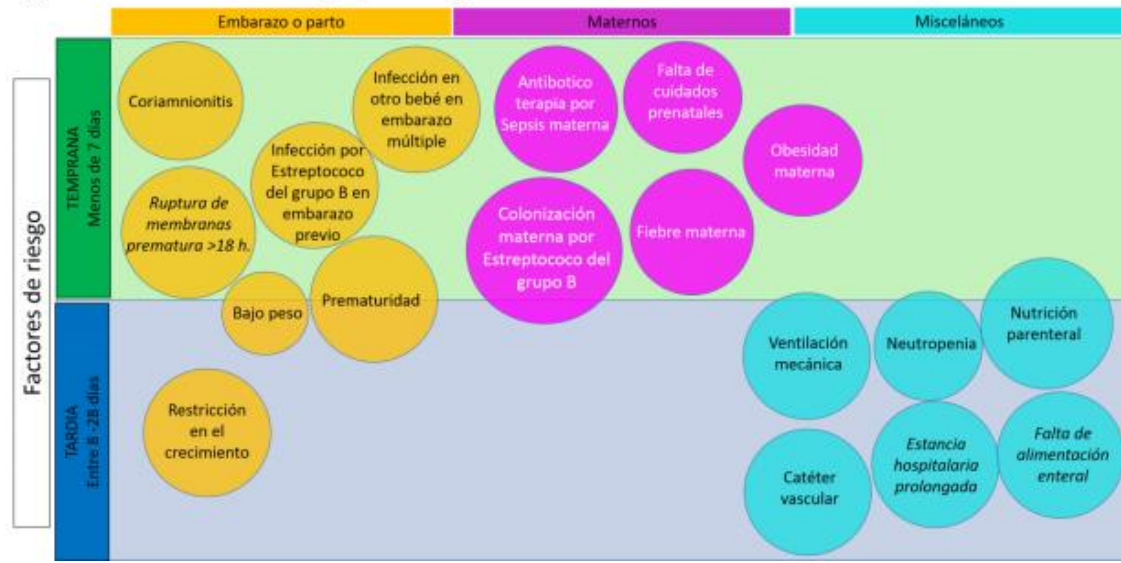 Embarazo o parto
Maternos
Misceláneos
Factores de riesgo
TEMPRANA
Menos de 7 días
Coriamnionitis
Infección en
otro bebé en
embarazo
múltiple
Infección por
Estreptococo
del grupo B en
embarazo
previo
Ruptura de
membranas
prematura >18 h.
Bajo peso
Prematuridad
Antibotico
terapia por
Sepsis materna
Falta de
cuidados
prenatales
Obesidad
materna
Colonización
materna por
Estreptococo del
grupo B
Fiebre materna
TARDIA
Entre 8 -28 días
Restricción
en el
crecimiento
Ventilación
mecánica
Neutropenia
Nutrición
parenteral
Catéter
vascular
Estancia
hospitalaria
prolongada
Falta de
alimentación
enteral